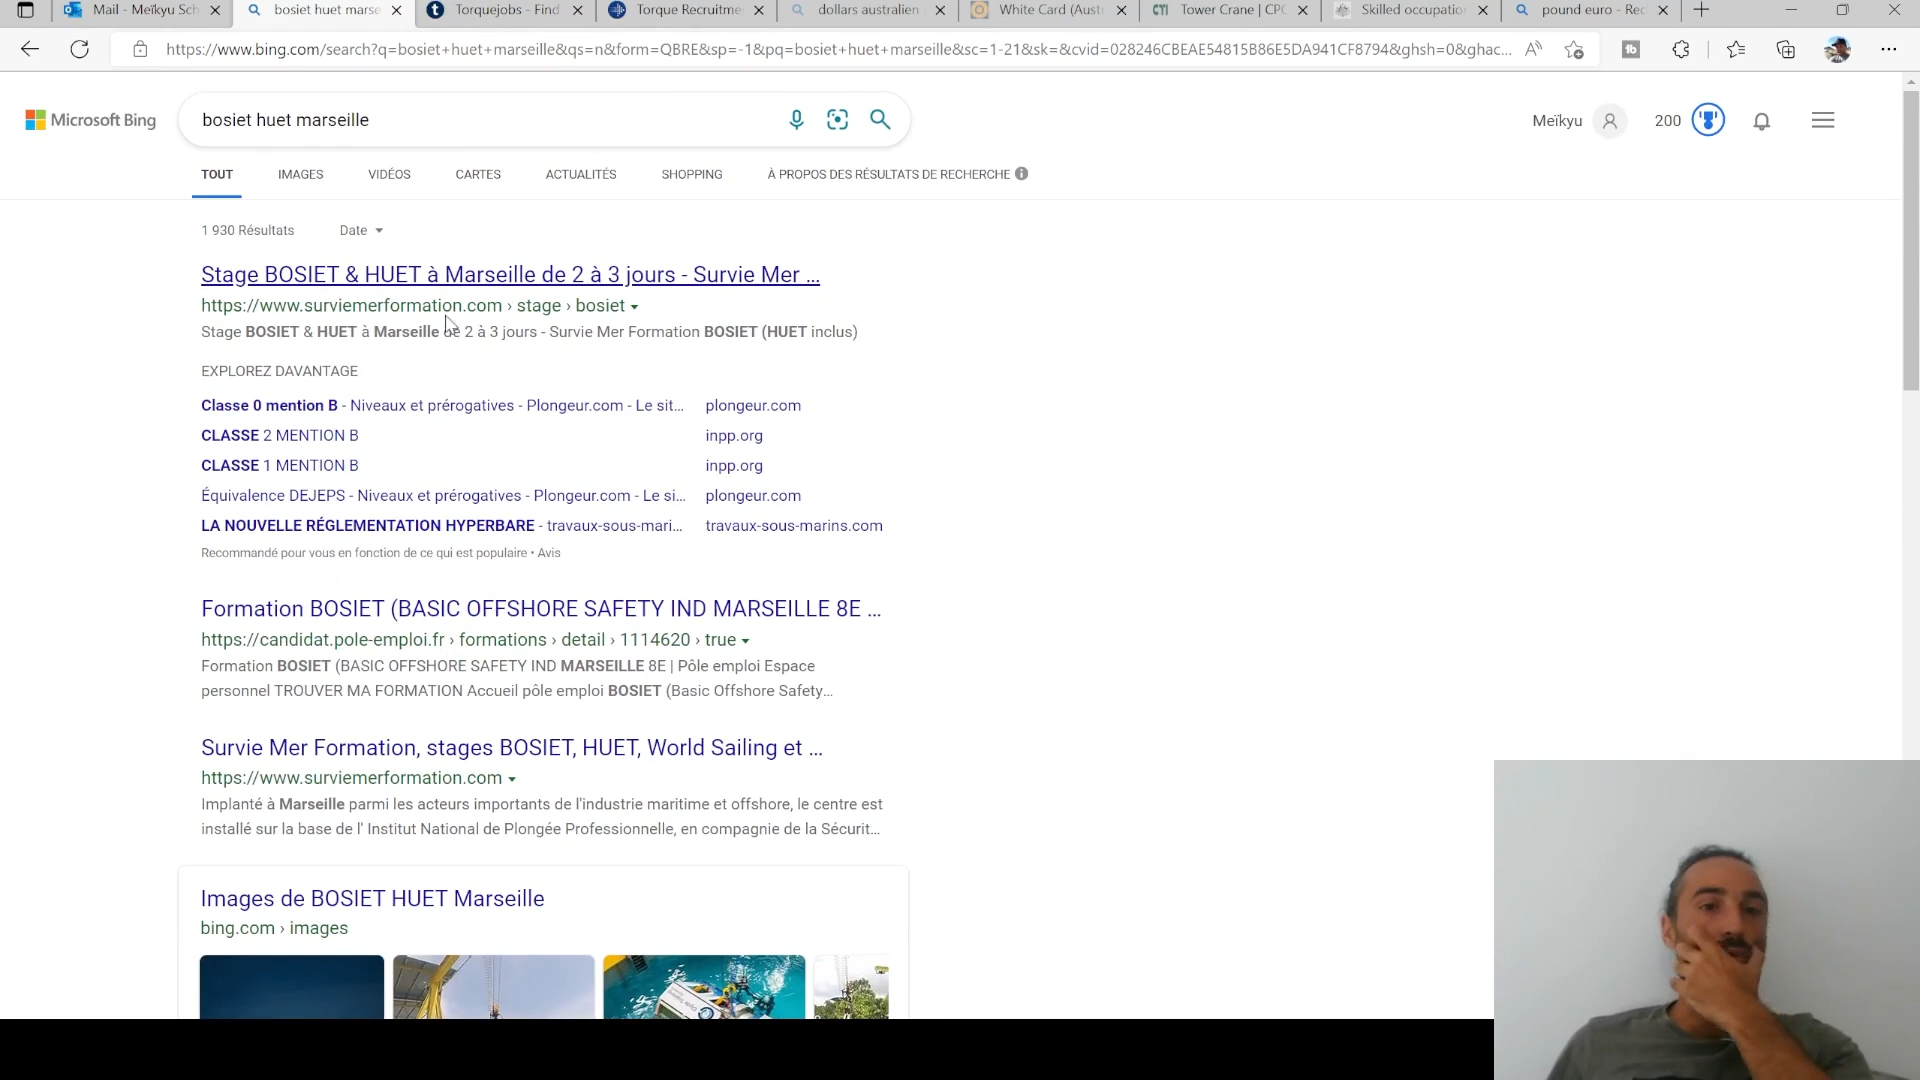 Mail - Meïkyu Sch
bosiet huet marse
Torquejobs - Find
Torque Recruitme
dollars australien
White Card (Aust
Tower Crane | CPC
Skilled occupatio
pound euro - Rec
https://www.bing.com/search?q=bosiet+huet+marseille&qs=n&form=QBRE&sp=-1&pq=bosiet+huet+marseille&sc=1-21&sk=&cvid=028246CBEAE54815B86E5DA941CF8794&ghsh=0&ghac...
Microsoft Bing
bosiet huet marseille
Meïkyu
200
TOUT IMAGES VIDÉOS CARTES ACTUALITÉS SHOPPING À PROPOS DES RÉSULTATS DE RECHERCHE
1 930 Résultats Date
Stage BOSIET & HUET à Marseille de 2 à 3 jours - Survie Mer ...
https://www.surviemerformation.com › stage › bosiet
Stage BOSIET & HUET à Marseille de 2 à 3 jours - Survie Mer Formation BOSIET (HUET inclus)
EXPLOREZ DAVANTAGE
Classe 0 mention B - Niveaux et prérogatives - Plongeur.com - Le sit... plongeur.com
CLASSE 2 MENTION B inpp.org
CLASSE 1 MENTION B inpp.org
Équivalence DEJEPS - Niveaux et prérogatives - Plongeur.com - Le si... plongeur.com
LA NOUVELLE RÉGLEMENTATION HYPERBARE - travaux-sous-mari... travaux-sous-marins.com
Recommandé pour vous en fonction de ce qui est populaire • Avis
Formation BOSIET (BASIC OFFSHORE SAFETY IND MARSEILLE 8E ...
https://candidat.pole-emploi.fr › formations › detail › 1114620 › true
Formation BOSIET (BASIC OFFSHORE SAFETY IND MARSEILLE 8E | Pôle emploi Espace
personnel TROUVER MA FORMATION Accueil pôle emploi BOSIET (Basic Offshore Safety...
Survie Mer Formation, stages BOSIET, HUET, World Sailing et ...
https://www.surviemerformation.com
Implanté à Marseille parmi les acteurs importants de l'industrie maritime et offshore, le centre est
installé sur la base de l' Institut National de Plongée Professionnelle, en compagnie de la Sécurit...
Images de BOSIET HUET Marseille
bing.com › images